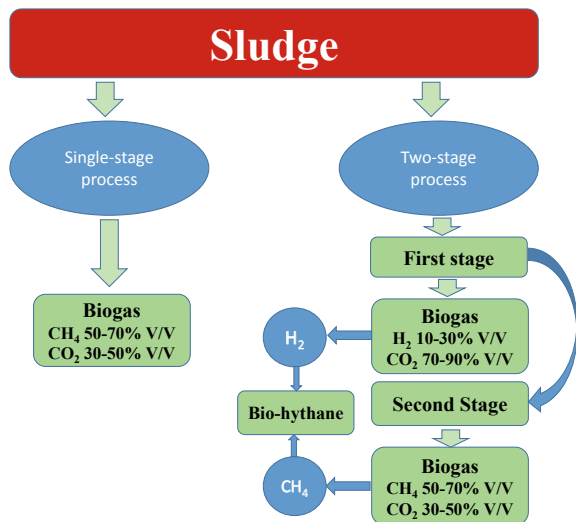 Sludge
Single-stage
process
Two-stage
process
First stage
Biogas
CH₄ 50-70% V/V
CO₂ 30-50% V/V
Biogas
H₂ 10-30% V/V
CO₂ 70-90% V/V
H₂
Bio-hythane
Second Stage
CH₄
Biogas
CH₄ 50-70% V/V
CO₂ 30-50% V/V